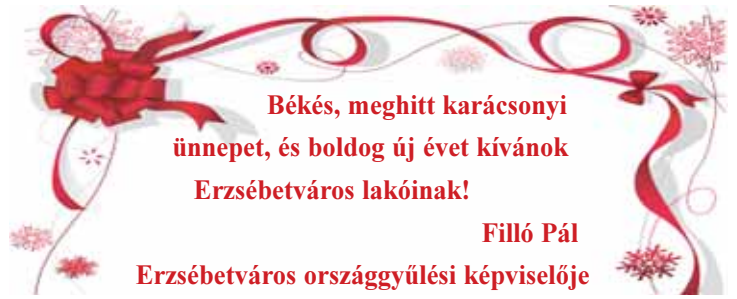 Békés, meghitt karácsonyi
ünnepet, és boldog új évet kívánok
Erzsébetváros lakóinak!
Filló Pál
Erzsébetváros országgyűlési képviselője